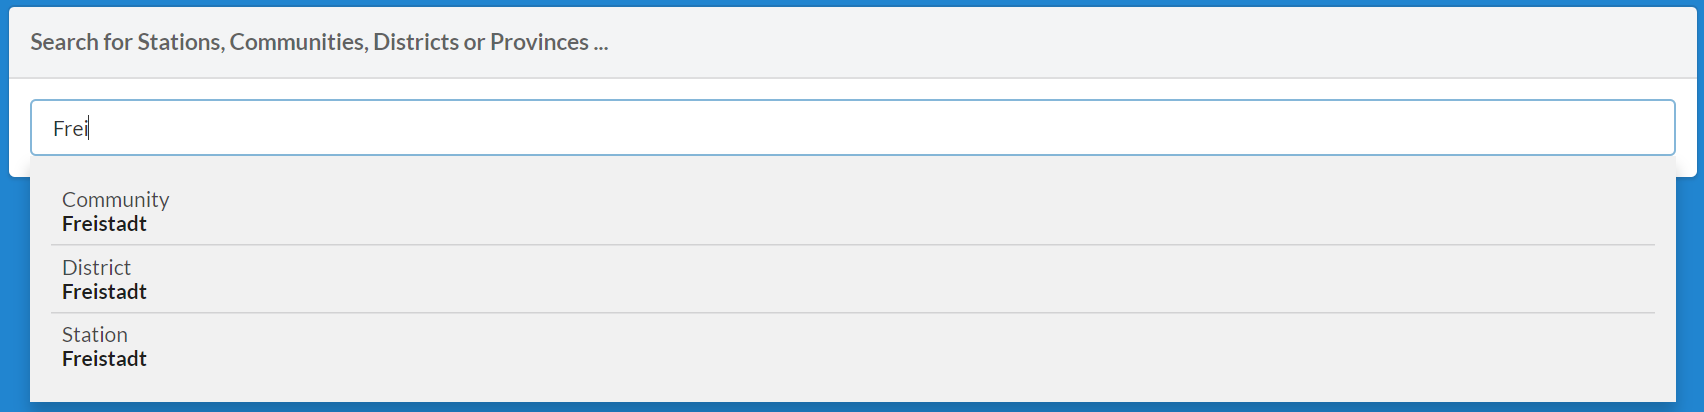 Search for Stations, Communities, Districts or Provinces ...
Frei
Community
Freistadt
District
Freistadt
Station
Freistadt